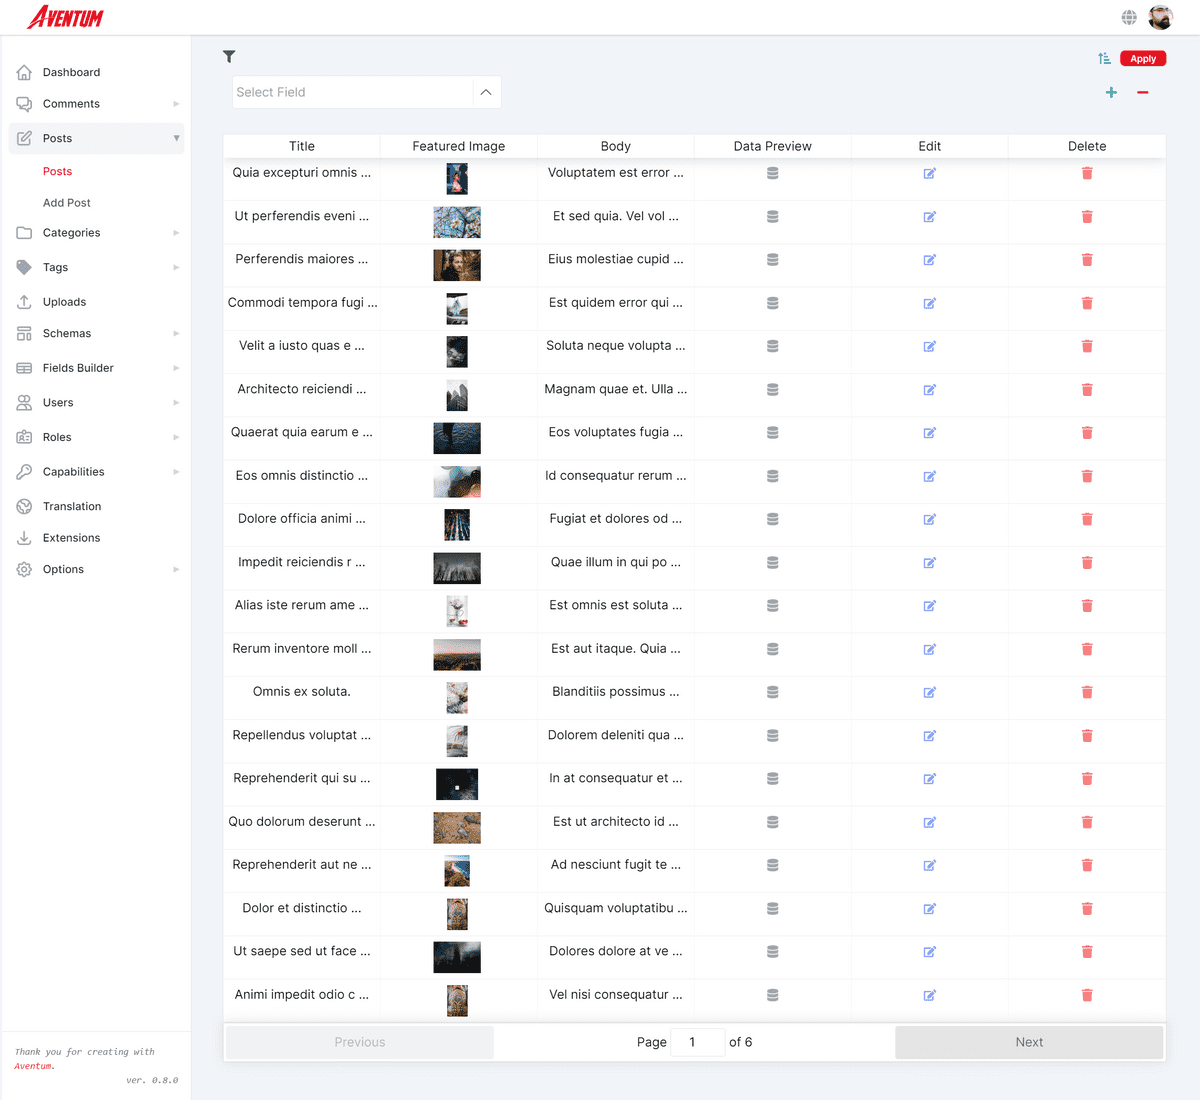 AVENTUM
Apply
Select Field
Dashboard
Comments
Posts
Posts
Add Post
Categories
Tags
Uploads
Schemas
Fields Builder
Users
Roles
Capabilities
Translation
Extensions
Options
Title Featured Image Body Data Preview Edit Delete
Quia excepturi omnis ... Voluptatem est error ...
Ut perferendis eveni ... Et sed quia. Vel vol ...
Perferendis maiores ... Eius molestiae cupid ...
Commodi tempora fugi ... Est quidem error qui ...
Velit a iusto quas e ... Soluta neque volupta ...
Architecto reiciendi ... Magnam quae et. Ulla ...
Quaerat quia earum e ... Eos voluptates fugia ...
Eos omnis distinctio ... Id consequatur rerum ...
Dolore officia animi ... Fugiat et dolores od ...
Impedit reiciendis r ... Quae illum in qui po ...
Alias iste rerum ame ... Est omnis est soluta ...
Rerum inventore moll ... Est aut itaque. Quia ...
Omnis ex soluta. Blanditiis possimus ...
Repellendus voluptat ... Dolorem deleniti qua ...
Reprehenderit qui su ... In at consequatur et ...
Quo dolorum deserunt ... Est ut architecto id ...
Reprehenderit aut ne ... Ad nesciunt fugit te ...
Dolor et distinctio ... Quisquam voluptatibu ...
Ut saepe sed ut face ... Dolores dolore at ve ...
Animi impedit odio c ... Vel nisi consequatur ...
Previous Page 1 of 6 Next
Thank you for creating with
Aventum.
ver. 0.8.0